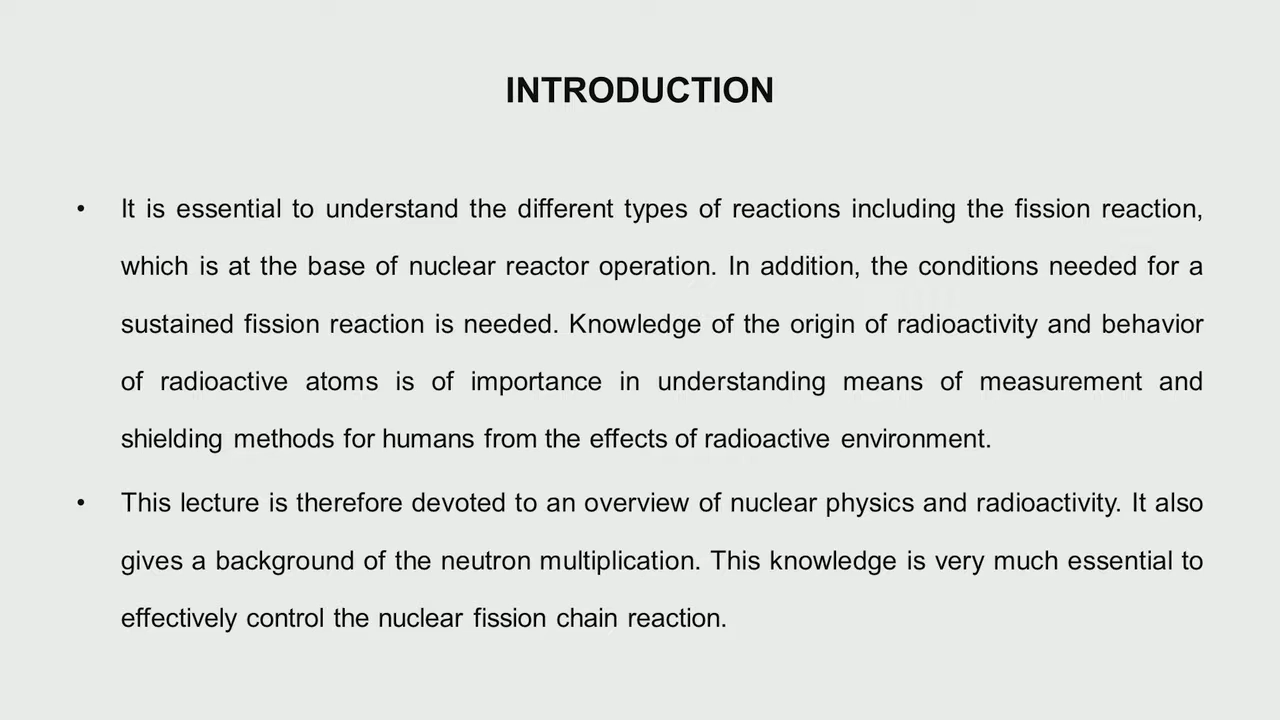 INTRODUCTION
• It is essential to understand the different types of reactions including the fission reaction,
which is at the base of nuclear reactor operation. In addition, the conditions needed for a
sustained fission reaction is needed. Knowledge of the origin of radioactivity and behavior
of radioactive atoms is of importance in understanding means of measurement and
shielding methods for humans from the effects of radioactive environment.
• This lecture is therefore devoted to an overview of nuclear physics and radioactivity. It also
gives a background of the neutron multiplication. This knowledge is very much essential to
effectively control the nuclear fission chain reaction.